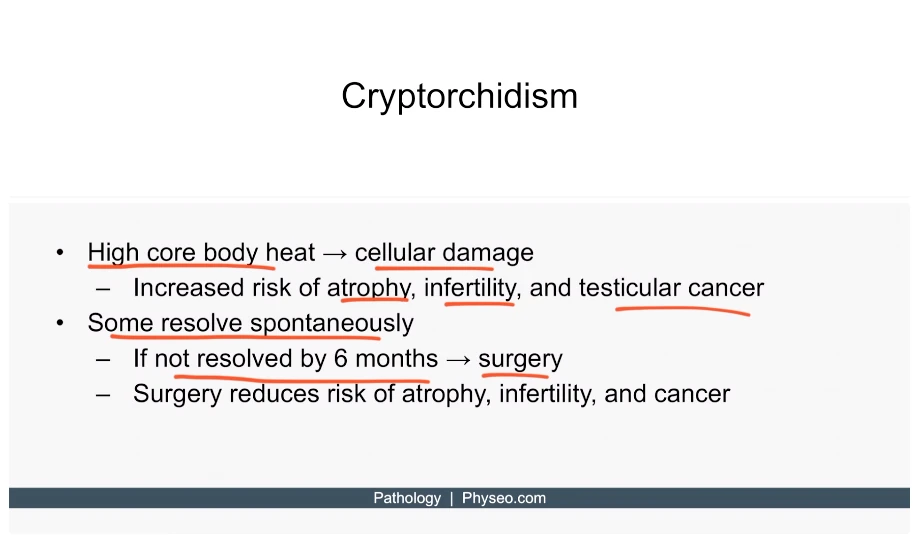 Cryptorchidism
• High core body heat → cellular damage
– Increased risk of atrophy, infertility, and testicular cancer
• Some resolve spontaneously
– If not resolved by 6 months → surgery
– Surgery reduces risk of atrophy, infertility, and cancer
Pathology | Physeo.com